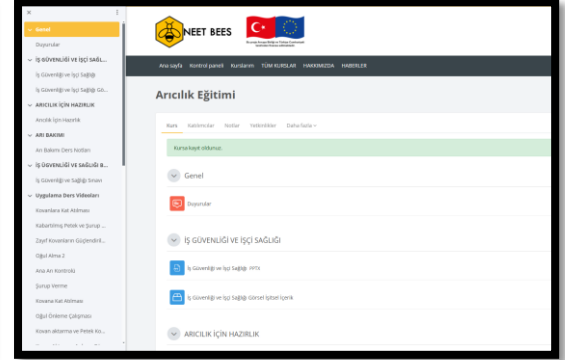 Genel
Duyurular
İŞ GÜVENLİĞİ VE İŞÇİ SAĞL...
İş Güvenliği ve İşçi Sağlığı
İş Güvenliği ve İşçi Sağlığı Gö...
ARICILIK İÇİN HAZIRLIK
Arıcılık İçin Hazırlık
ARI BAKIMI
Arı Bakımı Ders Notları
İŞ GÜVENLİĞİ VE SAĞLIĞI B...
İş Güvenliği ve Sağlığı Sınavı
Uygulama Ders Videoları
Kovanlara Kat Atılması
Kabartılmış Petek ve Şurup ...
Zayıf Kovanların Güçlendiril...
Oğul Alma 2
Ana Arı Kontrolü
Şurup Verme
Kovana Kat Atılması
Oğul Önleme Çalışması
Kovan aktarma ve Petek Ko...
NEET BEES
Ana sayfa Kontrol paneli Kurslarım TÜM KURSLAR HAKKIMIZDA HABERLER
Arıcılık Eğitimi
Kurs Katılımcılar Notlar Yetkinlikler Daha fazla
Kursa kayıt oldunuz.
Genel
Duyurular
İŞ GÜVENLİĞİ VE İŞÇİ SAĞLIĞI
İş Güvenliği ve İşçi Sağlığı
İş Güvenliği ve İşçi Sağlığı Görsel İşitsel İçerik
ARICILIK İÇİN HAZIRLIK